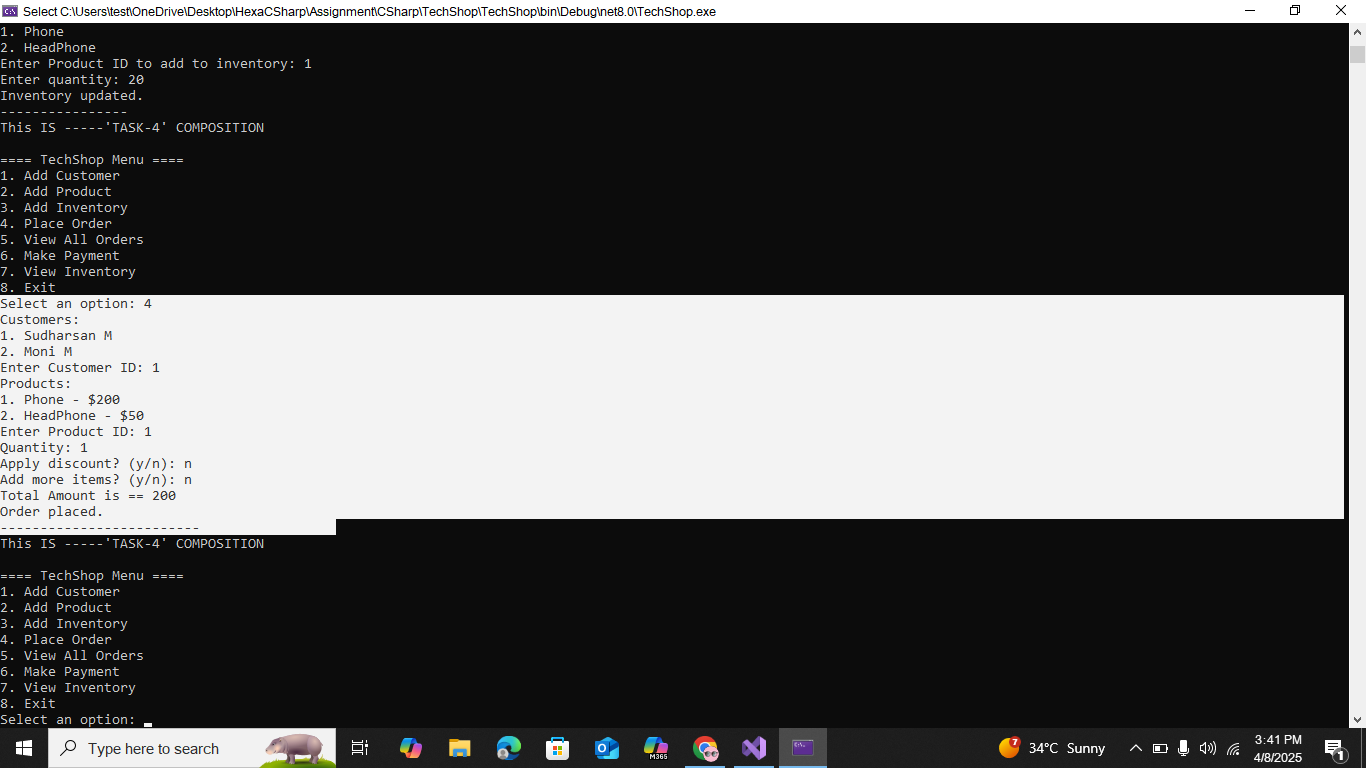 Select C:\Users\test\OneDrive\Desktop\HexaCSharp\Assignment\CSharp\TechShop\TechShop\bin\Debug\net8.0\TechShop.exe
1. Phone
2. HeadPhone
Enter Product ID to add to inventory: 1
Enter quantity: 20
Inventory updated.
----------------
This IS -----'TASK-4' COMPOSITION
==== TechShop Menu ====
1. Add Customer
2. Add Product
3. Add Inventory
4. Place Order
5. View All Orders
6. Make Payment
7. View Inventory
8. Exit
Select an option: 4
Customers:
1. Sudharsan M
2. Moni M
Enter Customer ID: 1
Products:
1. Phone - $200
2. HeadPhone - $50
Enter Product ID: 1
Quantity: 1
Apply discount? (y/n): n
Add more items? (y/n): n
Total Amount is == 200
Order placed.
-------------------------
This IS -----'TASK-4' COMPOSITION
==== TechShop Menu ====
1. Add Customer
2. Add Product
3. Add Inventory
4. Place Order
5. View All Orders
6. Make Payment
7. View Inventory
8. Exit
Select an option:
Type here to search
M365
7
34°C Sunny
3:41 PM
4/8/2025
1